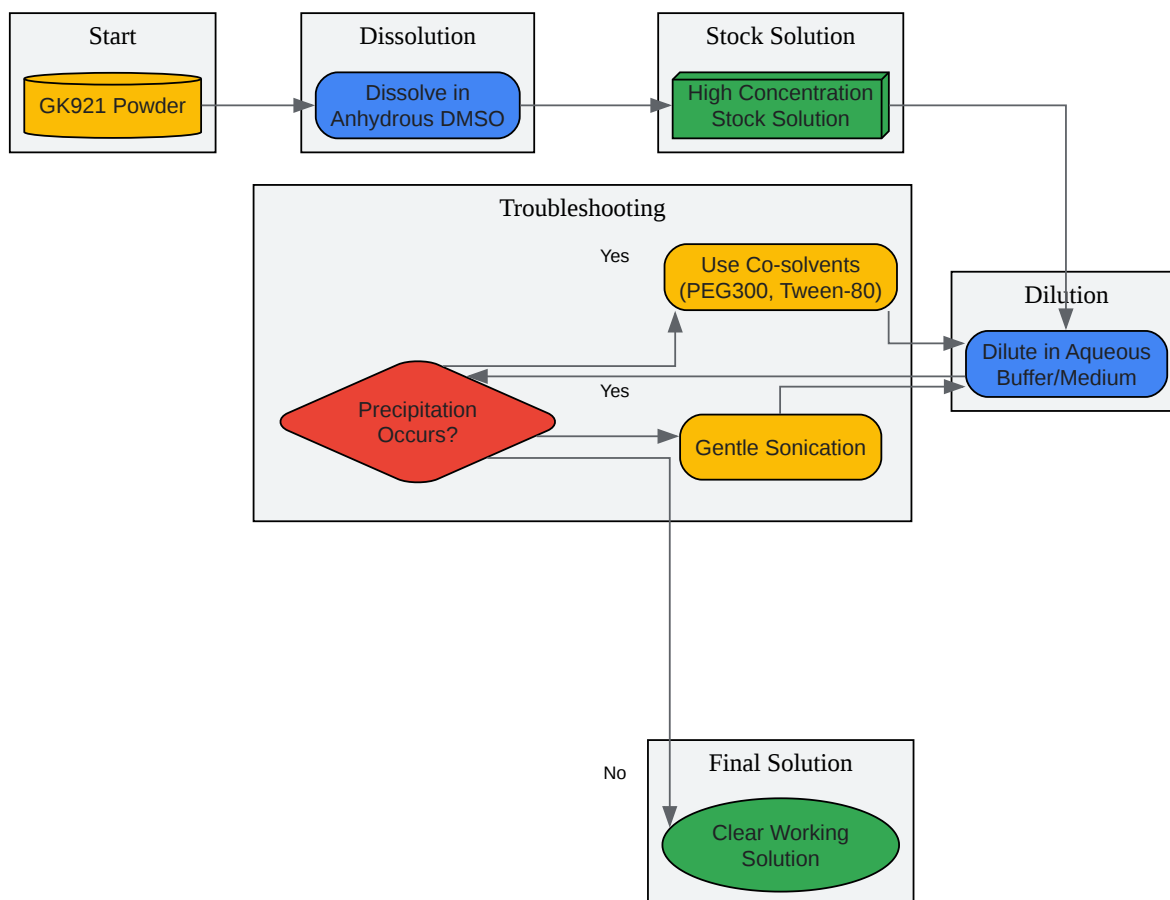 Start
GK921 Powder
Dissolution
Dissolve in
Anhydrous DMSO
Stock Solution
High Concentration
Stock Solution
Troubleshooting
Yes
Use Co-solvents
(PEG300, Tween-80)
Dilution
Dilute in Aqueous
Buffer/Medium
Yes
Precipitation
Occurs?
Gentle Sonication
No
Final Solution
Clear Working
Solution